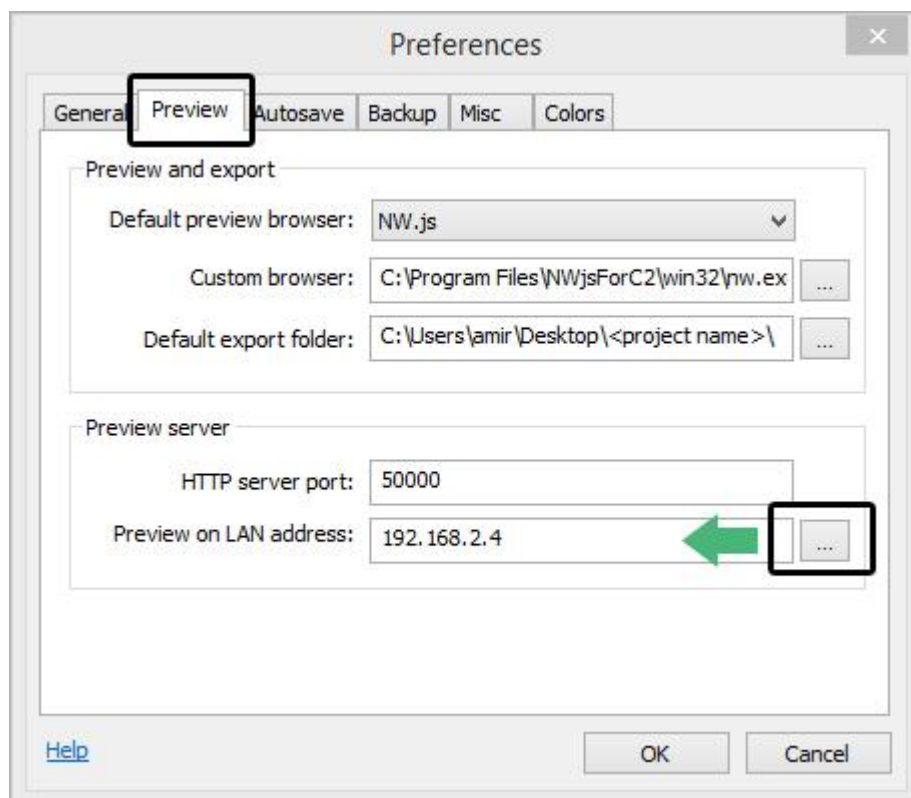 Preferences
General Preview Autosave Backup Misc Colors
Preview and export
Default preview browser: NW.js
Custom browser: C:\Program Files\NWjsForC2\win32\nw.ex ...
Default export folder: C:\Users\amir\Desktop\<project name>\ ...
Preview server
HTTP server port: 50000
Preview on LAN address: 192.168.2.4 ...
Help OK Cancel